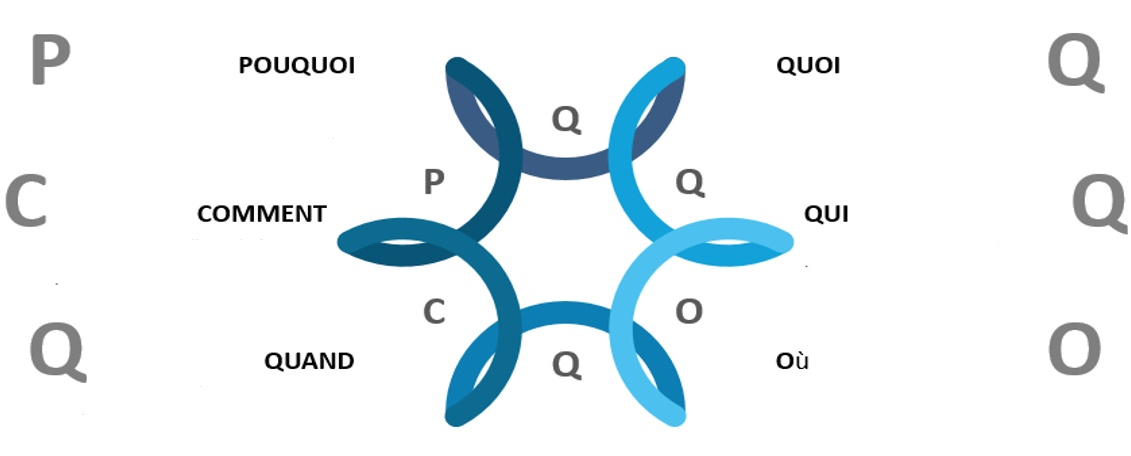 P POUQUOI QUOI Q
Q
P Q
C COMMENT QUI Q
C O
Q QUAND Q Où O